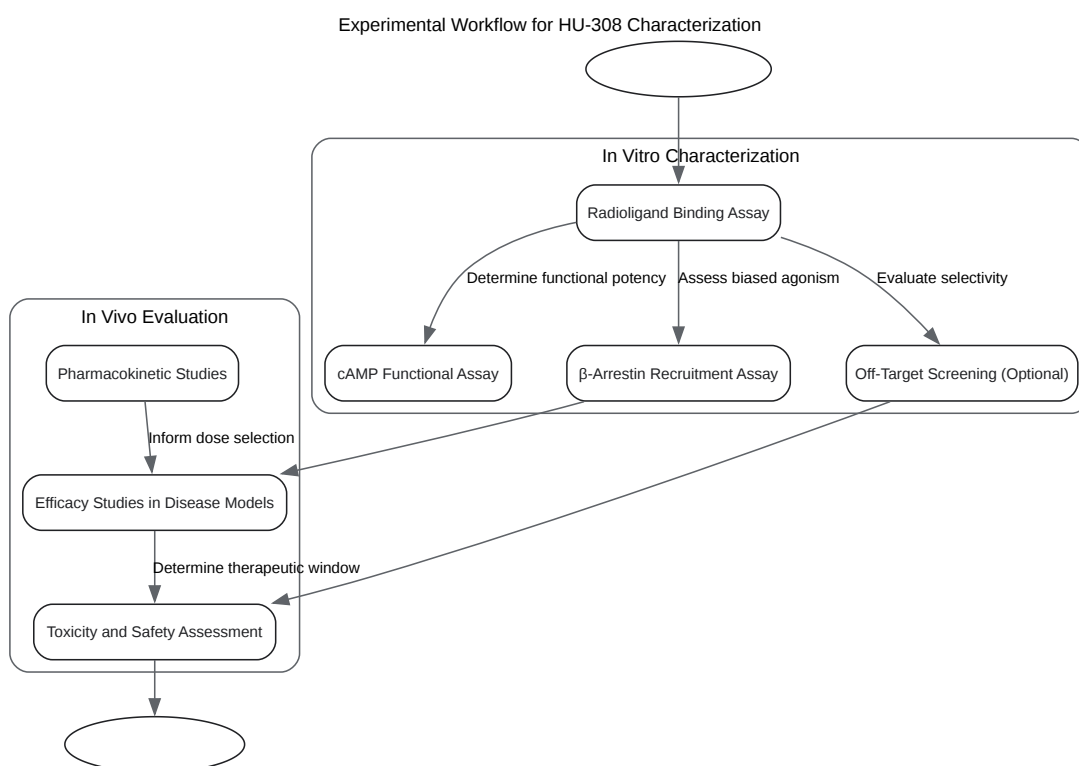 Experimental Workflow for HU-308 Characterization
In Vitro Characterization
Radioligand Binding Assay
Determine functional potency
Assess biased agonism
Evaluate selectivity
cAMP Functional Assay
β-Arrestin Recruitment Assay
Off-Target Screening (Optional)
In Vivo Evaluation
Pharmacokinetic Studies
Inform dose selection
Efficacy Studies in Disease Models
Determine therapeutic window
Toxicity and Safety Assessment